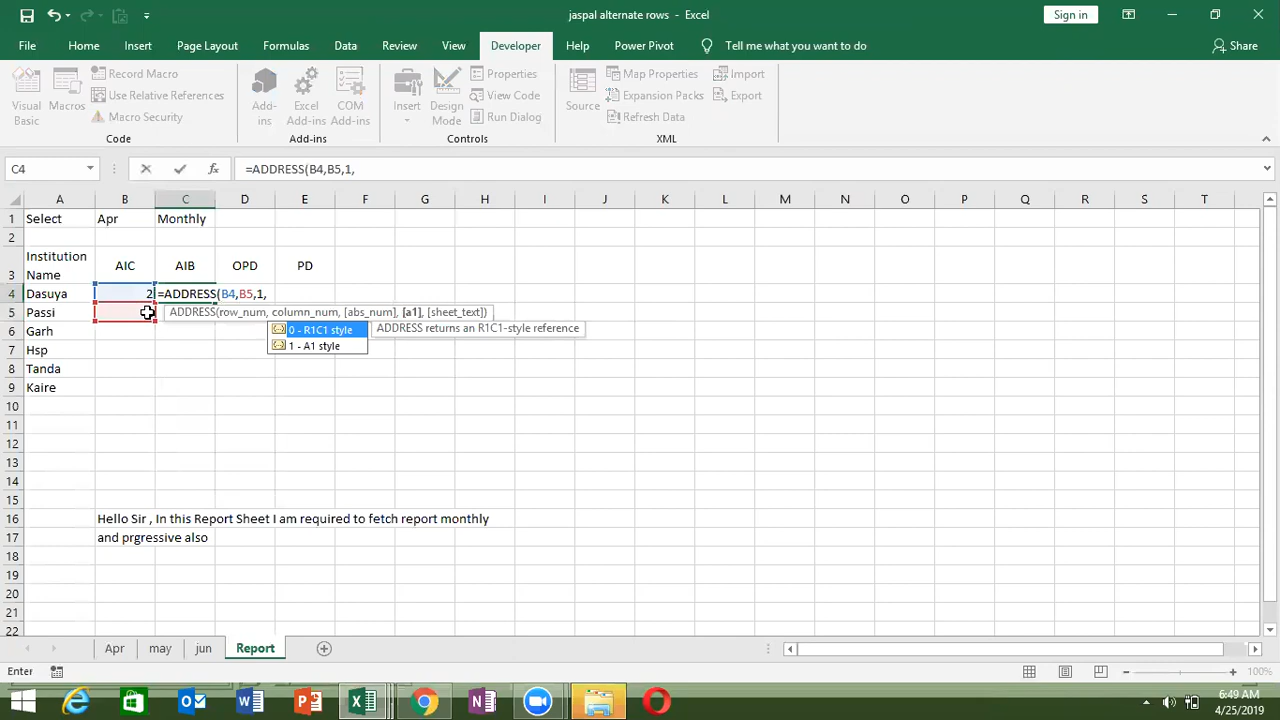 jaspal alternate rows - Excel
Sign in
File Home Insert Page Layout Formulas Data Review View Developer Help Power Pivot Tell me what you want to do Share
Visual Basic
Macros
Record Macro
Use Relative References
Macro Security
Code
Add-ins
Excel Add-ins
COM Add-ins
Add-ins
Insert
Design Mode
Properties
View Code
Run Dialog
Controls
Source
Map Properties
Expansion Packs
Refresh Data
Import
Export
XML
C4 fx =ADDRESS(B4,B5,1,
A B C D E F G H I J K L M N O P Q R S T
1 Select Apr Monthly
2
3 Institution Name AIC AIB OPD PD
4 Dasuya 2 =ADDRESS(B4,B5,1,
5 Passi ADDRESS(row_num, column_num, [abs_num], [a1], [sheet_text])
6 Garh 0 - R1C1 style ADDRESS returns an R1C1-style reference
1 - A1 style
7 Hsp
8 Tanda
9 Kaire
10
11
12
13
14
15
16 Hello Sir , In this Report Sheet I am required to fetch report monthly
17 and prgressive also
18
19
20
21
22
Apr may jun Report
Enter 100%
6:49 AM
4/25/2019